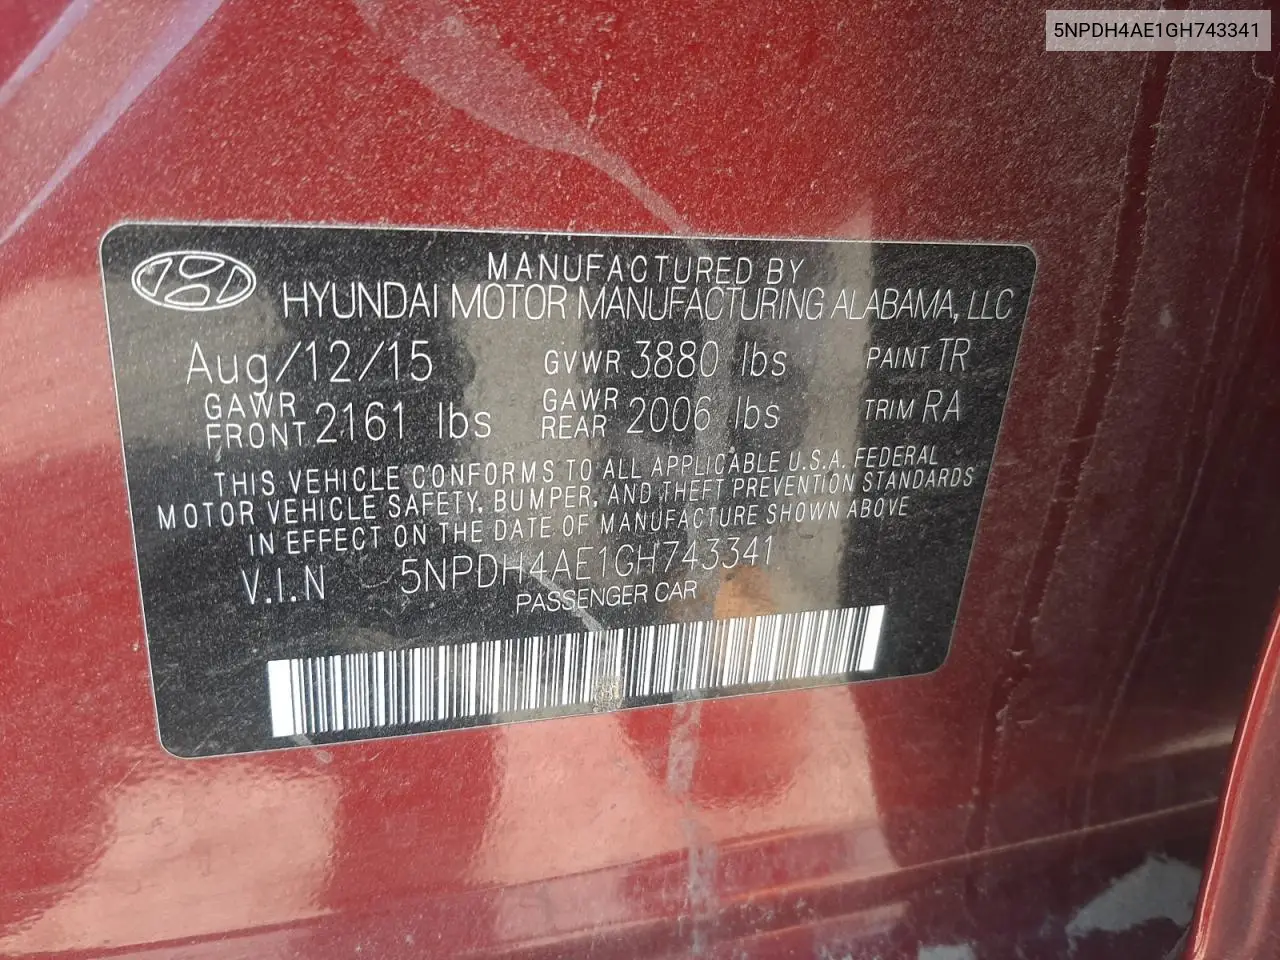 5NPDH4AE1GH743341
MANUFACTURED BY
HYUNDAI MOTOR MANUFACTURING ALABAMA, LLC
Aug/12/15 GVWR 3880 lbs PAINT TR
GAWR FRONT 2161 lbs GAWR REAR 2006 lbs TRIM RA
THIS VEHICLE CONFORMS TO ALL APPLICABLE U.S.A. FEDERAL
MOTOR VEHICLE SAFETY, BUMPER, AND THEFT PREVENTION STANDARDS
IN EFFECT ON THE DATE OF MANUFACTURE SHOWN ABOVE
V.I.N 5NPDH4AE1GH743341
PASSENGER CAR